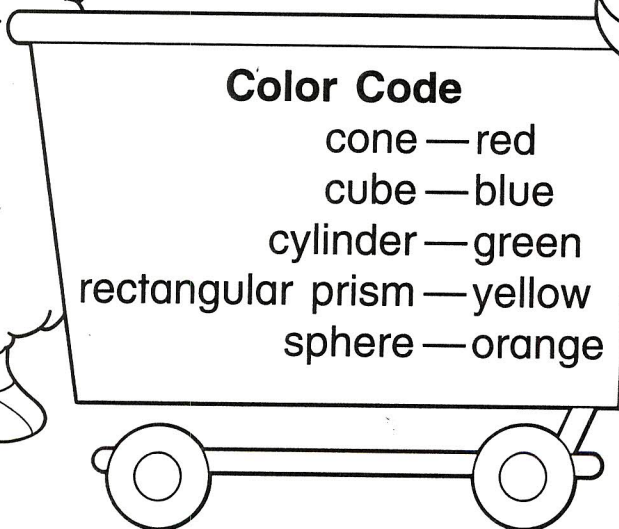 Color Code
cone — red
cube — blue
cylinder — green
rectangular prism — yellow
sphere — orange